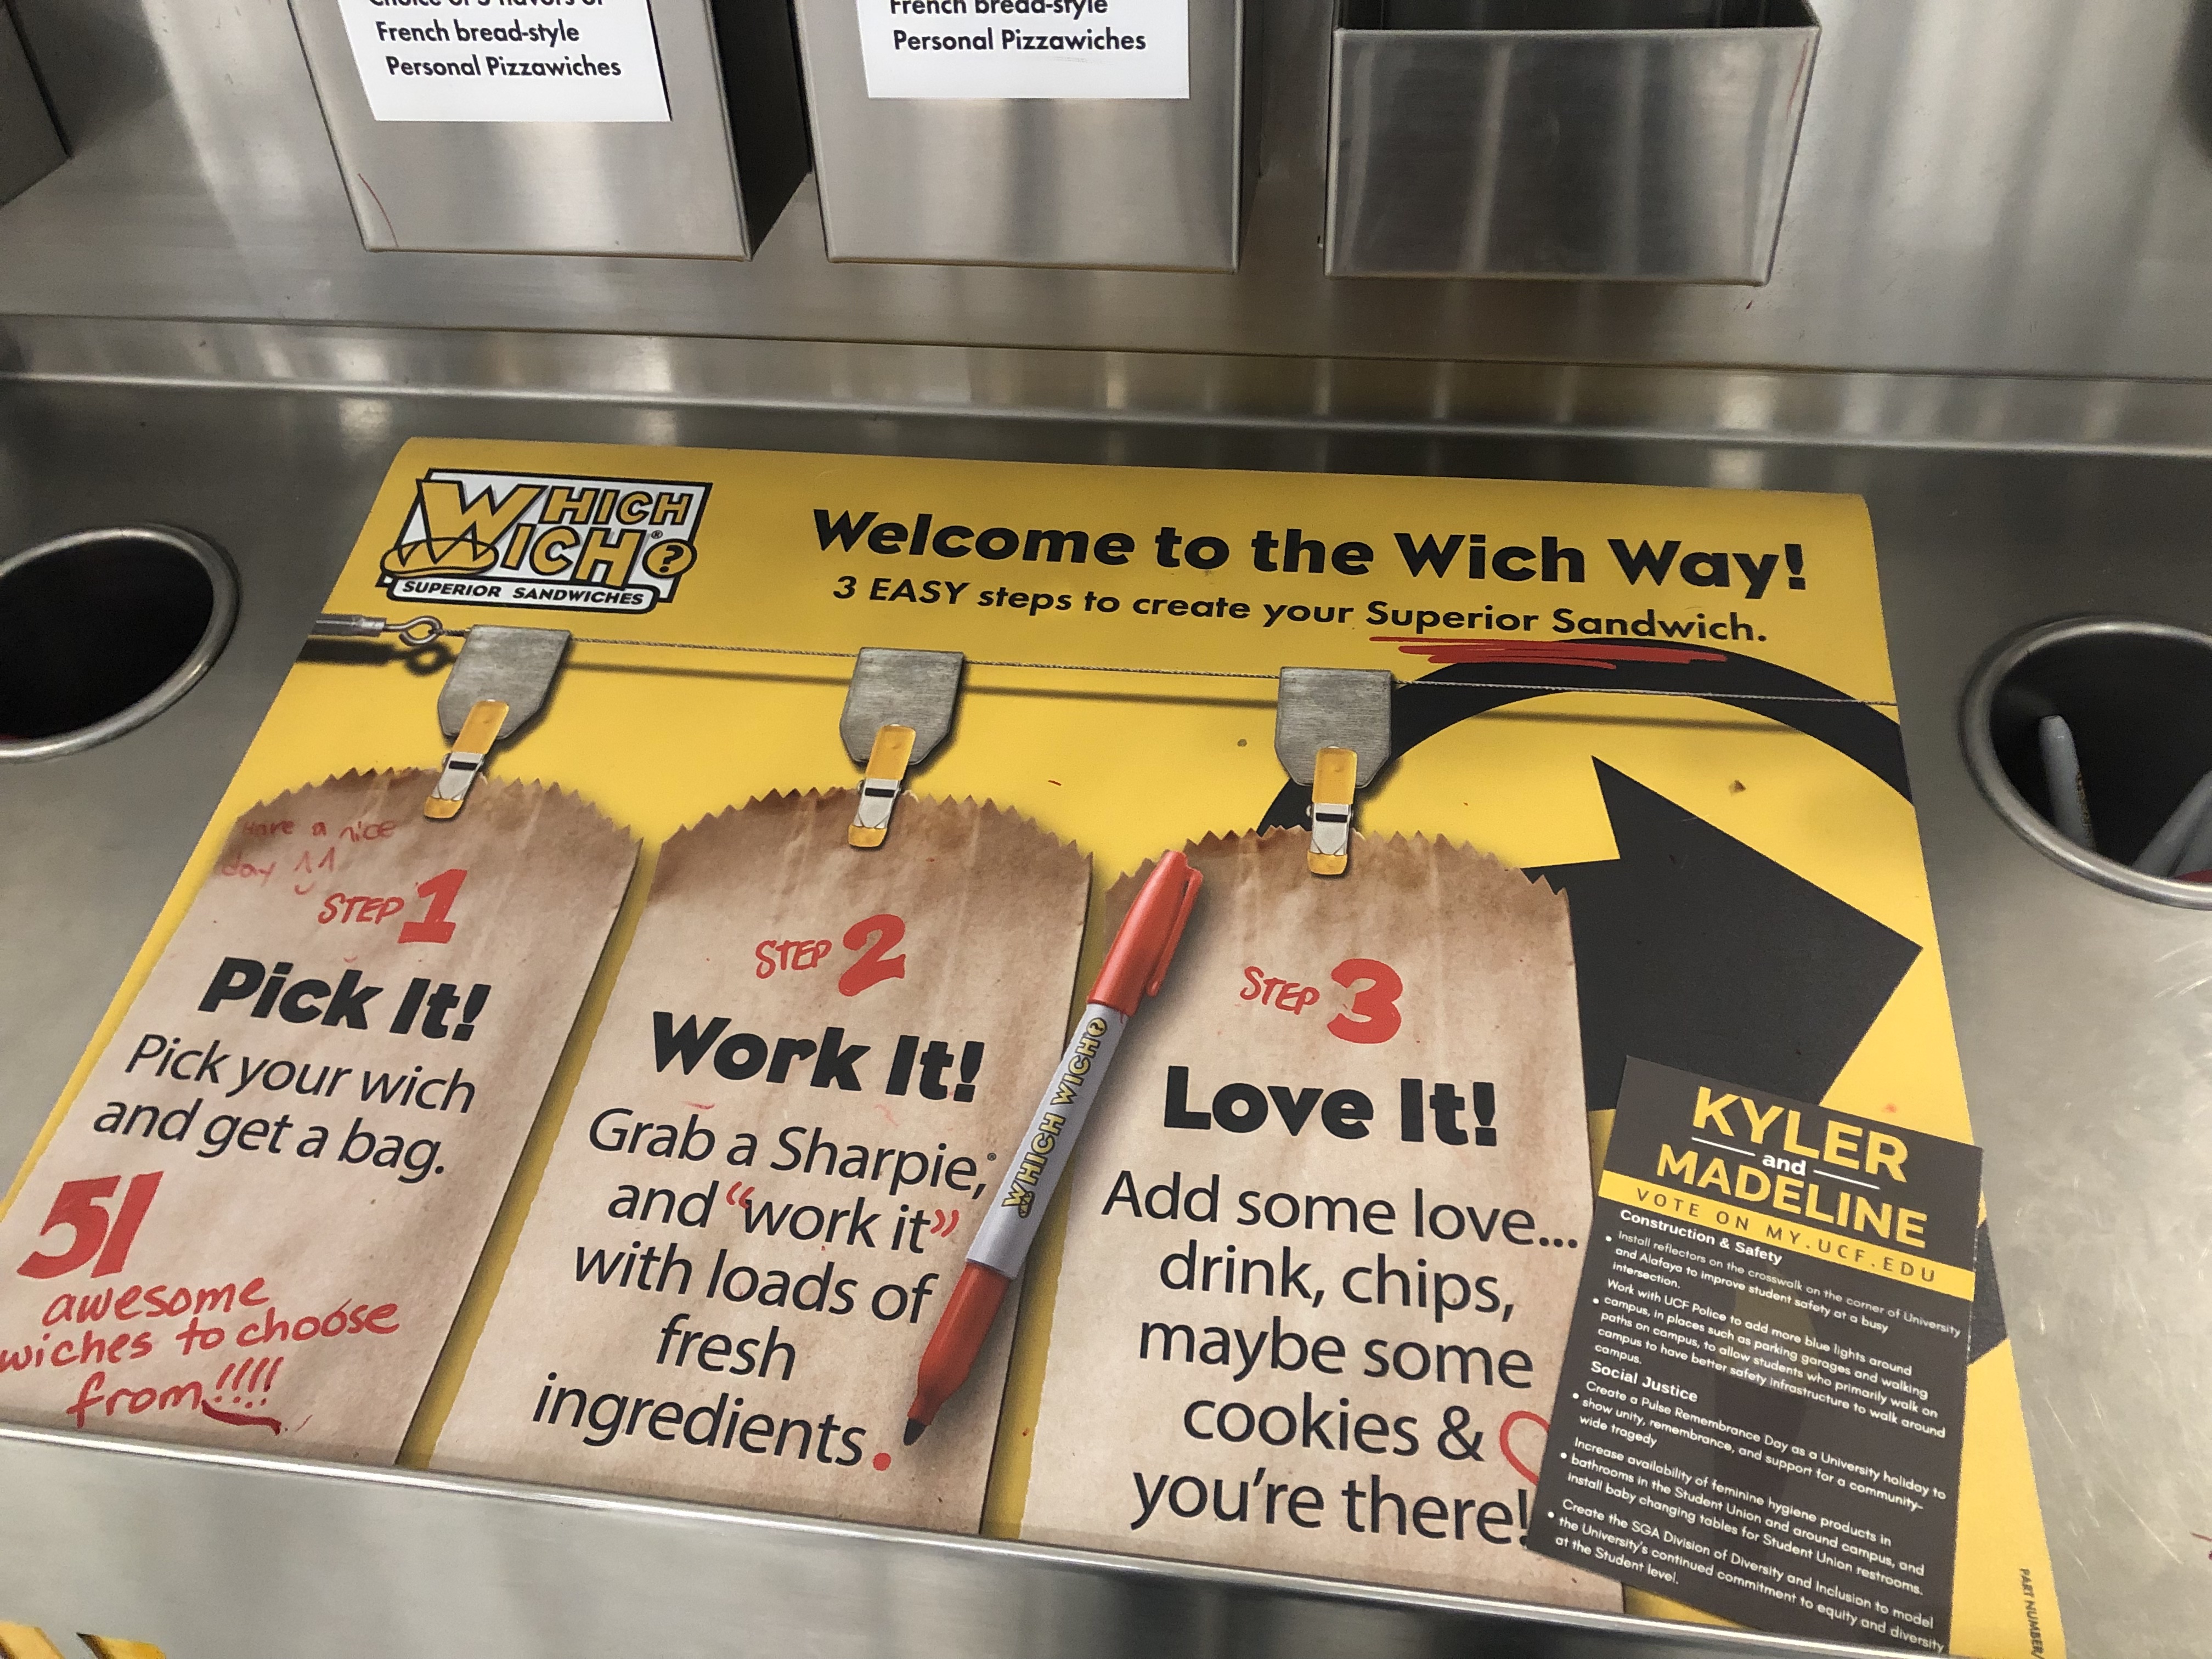 French bread-style
Personal Pizzawiches
French bread-style
Personal Pizzawiches
WHICH
WICH®?
SUPERIOR SANDWICHES
Welcome to the Wich Way!
3 EASY steps to create your Superior Sandwich.
Have a nice
day
STEP 1
Pick It!
Pick your wich
and get a bag.
51
awesome
wiches to choose
from!!!!
STEP 2
Work It!
Grab a Sharpie,®
and "work it"
with loads of
fresh
ingredients.
WHICH WICH?
STEP 3
Love It!
Add some love...
drink, chips,
maybe some
cookies &
you're there!
KYLER
and
MADELINE
VOTE ON MY.UCF.EDU
Construction & Safety
• Install reflectors on the crosswalk on the corner of University
and Alafaya to improve student safety at a busy
intersection.
• Work with UCF Police to add more blue lights around
campus, in places such as parking garages and walking
paths on campus, to allow students who primarily walk on
campus to have better safety infrastructure to walk around
campus.
Social Justice
• Create a Pulse Remembrance Day as a University holiday to
show unity, remembrance, and support for a community-
wide tragedy
• Increase availability of feminine hygiene products in
bathrooms in the Student Union and around campus, and
install baby changing tables for Student Union restrooms.
• Create the SGA Division of Diversity and Inclusion to model
the University's continued commitment to equity and diversity
at the Student level.
PART NUMBER/